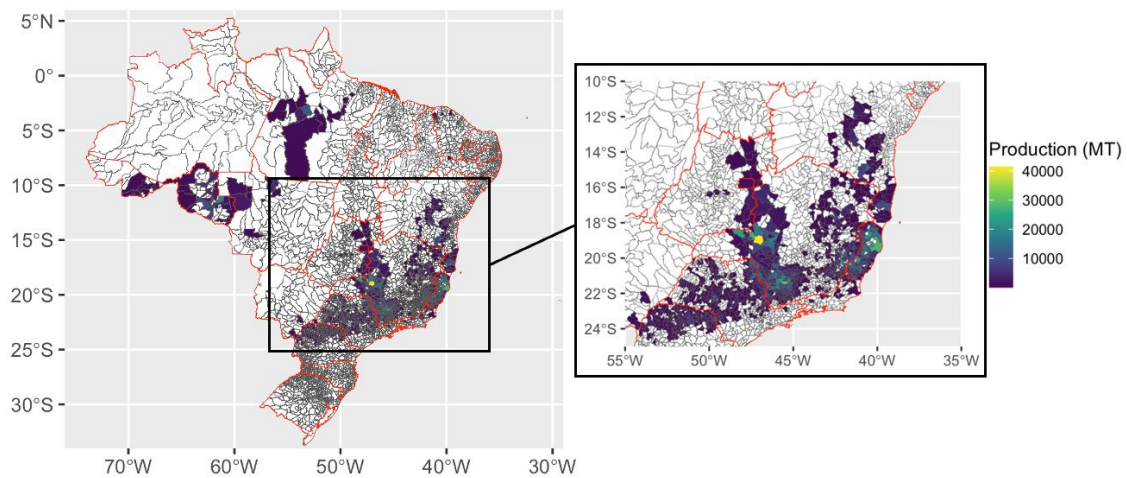 5°N
0°
5°S
10°S
15°S
20°S
25°S
30°S
70°W
60°W
50°W
40°W
30°W
10°S
12°S
14°S
16°S
18°S
20°S
22°S
24°S
55°W
50°W
45°W
40°W
35°W
Production (MT)
40000
30000
20000
10000